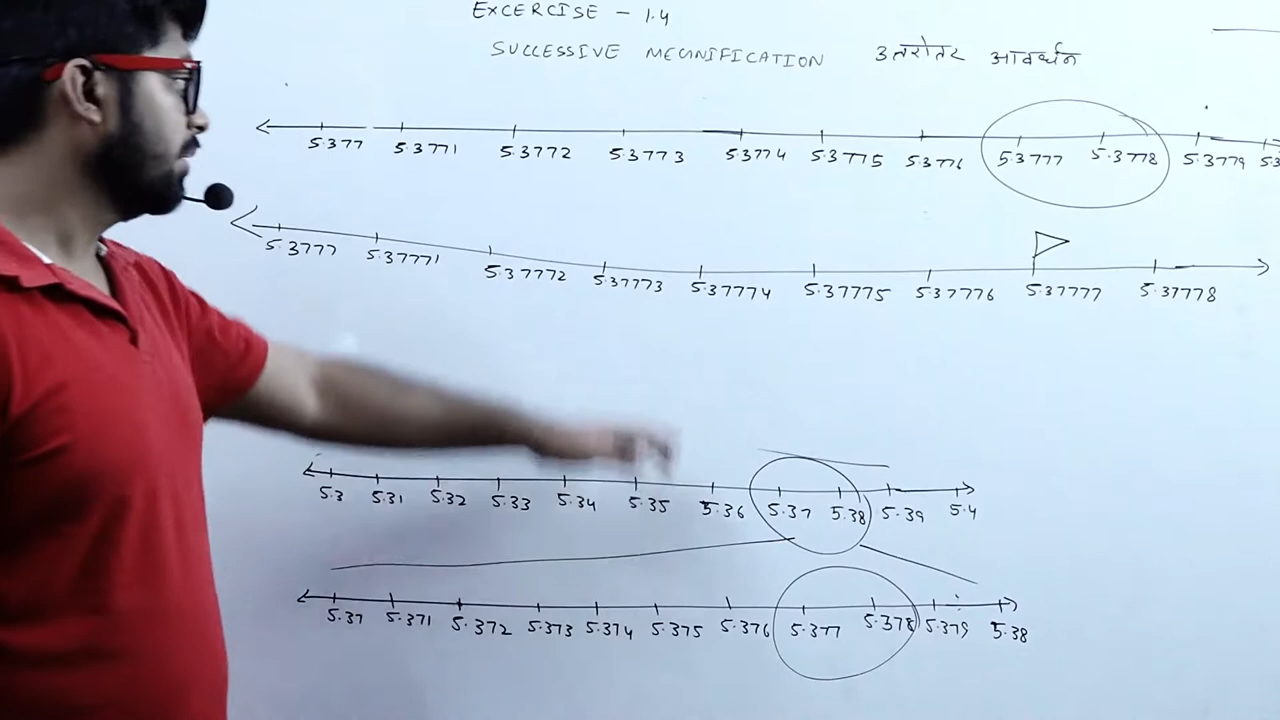 EXCERCISE - 1.4
SUCCESSIVE MEGNIFICATION उतरोतर आवर्धन
5.377 5.3771 5.3772 5.3773 5.3774 5.3775 5.3776 5.3777 5.3778 5.3779
5.3777 5.37771 5.37772 5.37773 5.37774 5.37775 5.37776 5.37777 5.37778
5.3 5.31 5.32 5.33 5.34 5.35 5.36 5.37 5.38 5.39 5.4
5.37 5.371 5.372 5.373 5.374 5.375 5.376 5.377 5.378 5.379 5.38